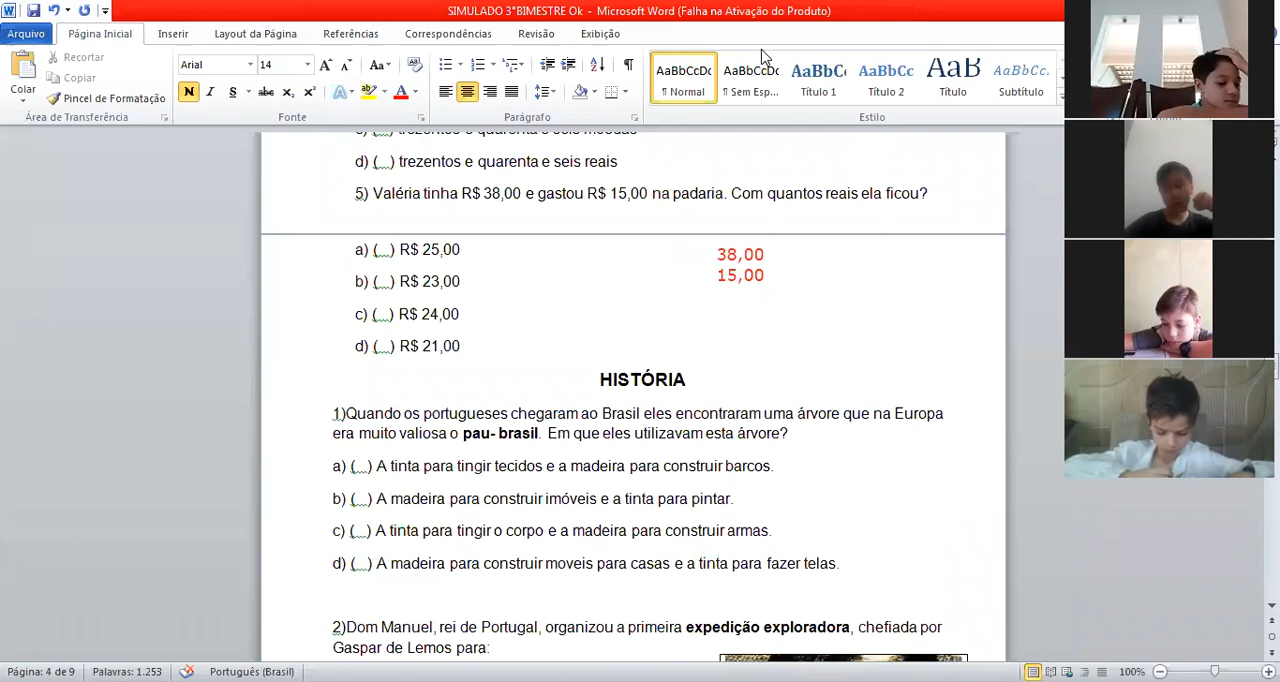 SIMULADO 3°BIMESTRE Ok - Microsoft Word (Falha na Ativação do Produto)
Arquivo Página Inicial Inserir Layout da Página Referências Correspondências Revisão Exibição
Recortar
Copiar
Pincel de Formatação
Colar
Área de Transferência
Arial 14
N I S abc x₂ x²
Fonte
Parágrafo
AaBbCcDc AaBbCcDc AaBbC AaBbCc AaB AaBbCc.
¶ Normal ¶ Sem Esp... Título 1 Título 2 Título Subtítulo
Estilo
trezentos e quarenta e seis moedas
d) (...) trezentos e quarenta e seis reais
5) Valéria tinha R$ 38,00 e gastou R$ 15,00 na padaria. Com quantos reais ela ficou?
a) (...) R$ 25,00
b) (...) R$ 23,00
c) (...) R$ 24,00
d) (...) R$ 21,00
38,00
15,00
HISTÓRIA
1)Quando os portugueses chegaram ao Brasil eles encontraram uma árvore que na Europa
era muito valiosa o pau- brasil. Em que eles utilizavam esta árvore?
a) (...) A tinta para tingir tecidos e a madeira para construir barcos.
b) (...) A madeira para construir imóveis e a tinta para pintar.
c) (...) A tinta para tingir o corpo e a madeira para construir armas.
d) (...) A madeira para construir moveis para casas e a tinta para fazer telas.
2)Dom Manuel, rei de Portugal, organizou a primeira expedição exploradora, chefiada por
Gaspar de Lemos para:
Página: 4 de 9 Palavras: 1.253 Português (Brasil) 100%